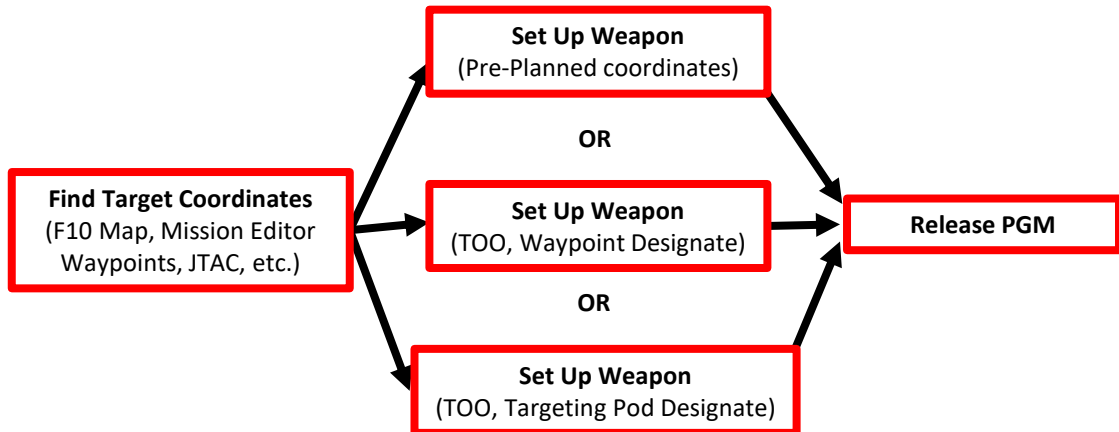 Set Up Weapon
(Pre-Planned coordinates)
OR
Find Target Coordinates
(F10 Map, Mission Editor
Waypoints, JTAC, etc.)
Set Up Weapon
(TOO, Waypoint Designate)
Release PGM
OR
Set Up Weapon
(TOO, Targeting Pod Designate)